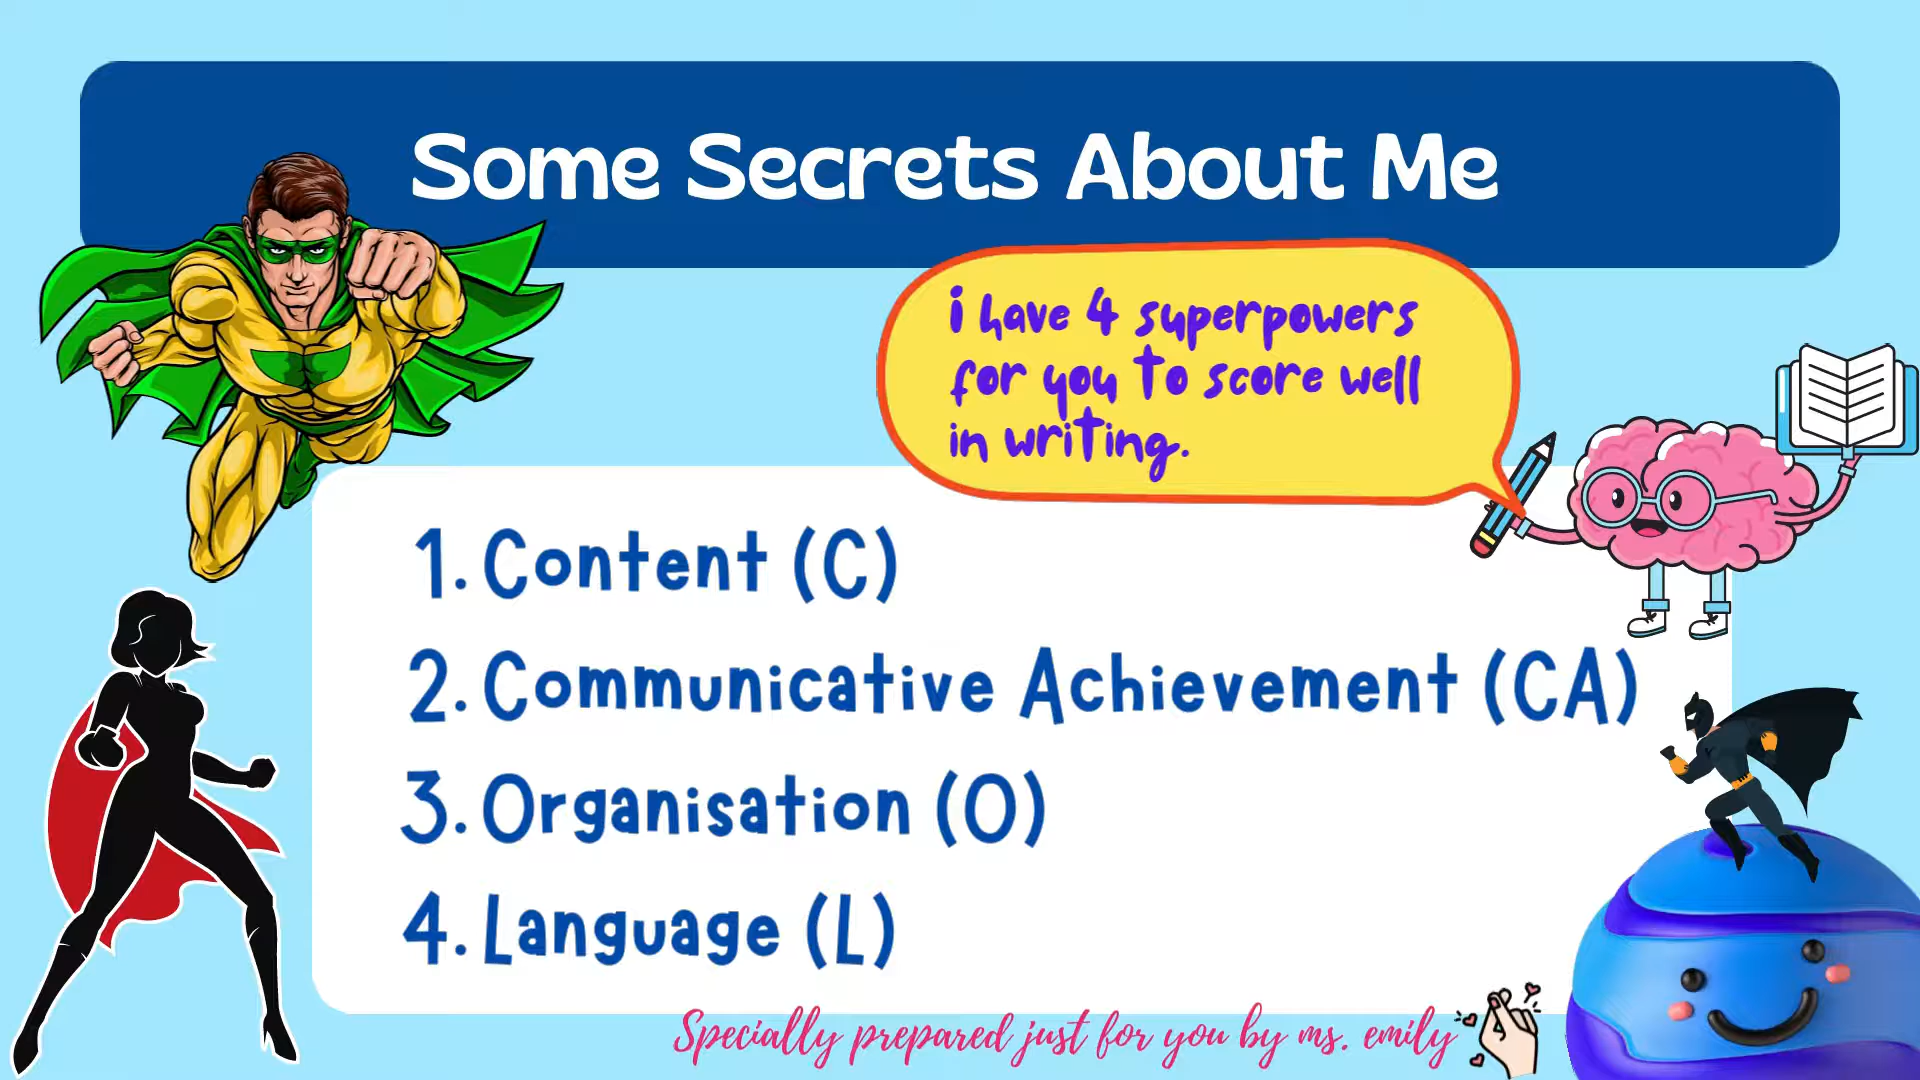 Some Secrets About Me
i have 4 superpowers
for you to score well
in writing.
1. Content (C)
2. Communicative Achievement (CA)
3. Organisation (O)
4. Language (L)
Specially prepared just for you by ms. emily